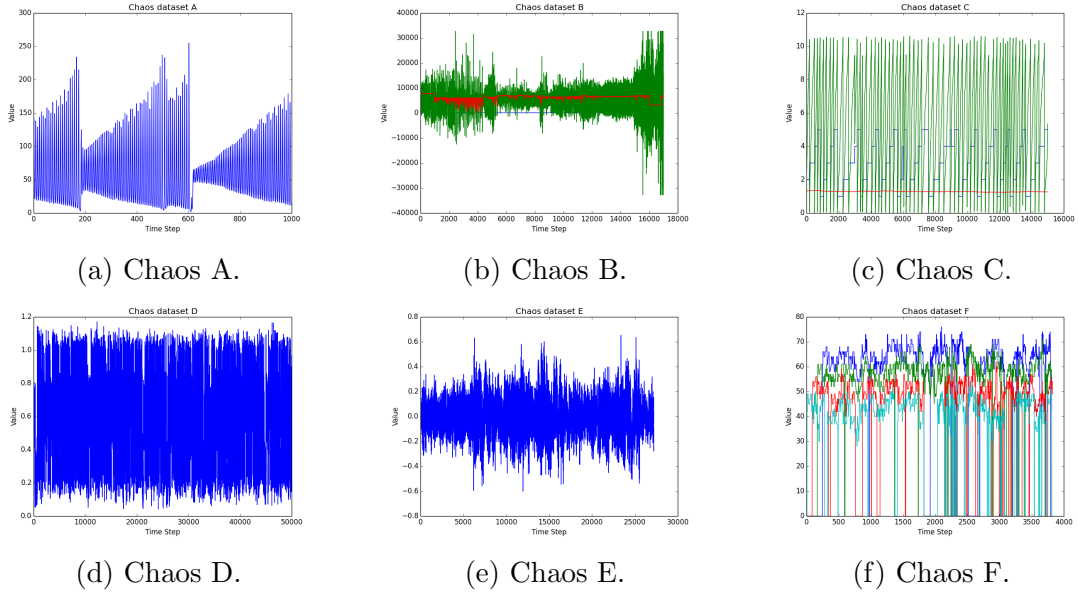 Chaos dataset A
300
250
200
150
100
50
0
Value
0 200 400 600 800 1000
Time Step
(a) Chaos A.
Chaos dataset B
40000
30000
20000
10000
0
−10000
−20000
−30000
−40000
Value
0 2000 4000 6000 8000 10000 12000 14000 16000 18000
Time Step
(b) Chaos B.
Chaos dataset C
12
10
8
6
4
2
0
Value
0 2000 4000 6000 8000 10000 12000 14000 16000
Time Step
(c) Chaos C.
Chaos dataset D
1.2
1.0
0.8
0.6
0.4
0.2
0.0
Value
0 10000 20000 30000 40000 50000
Time Step
(d) Chaos D.
Chaos dataset E
0.8
0.6
0.4
0.2
0.0
−0.2
−0.4
−0.6
−0.8
Value
0 5000 10000 15000 20000 25000 30000
Time Step
(e) Chaos E.
Chaos dataset F
80
70
60
50
40
30
20
10
0
Value
0 500 1000 1500 2000 2500 3000 3500 4000
Time Step
(f) Chaos F.